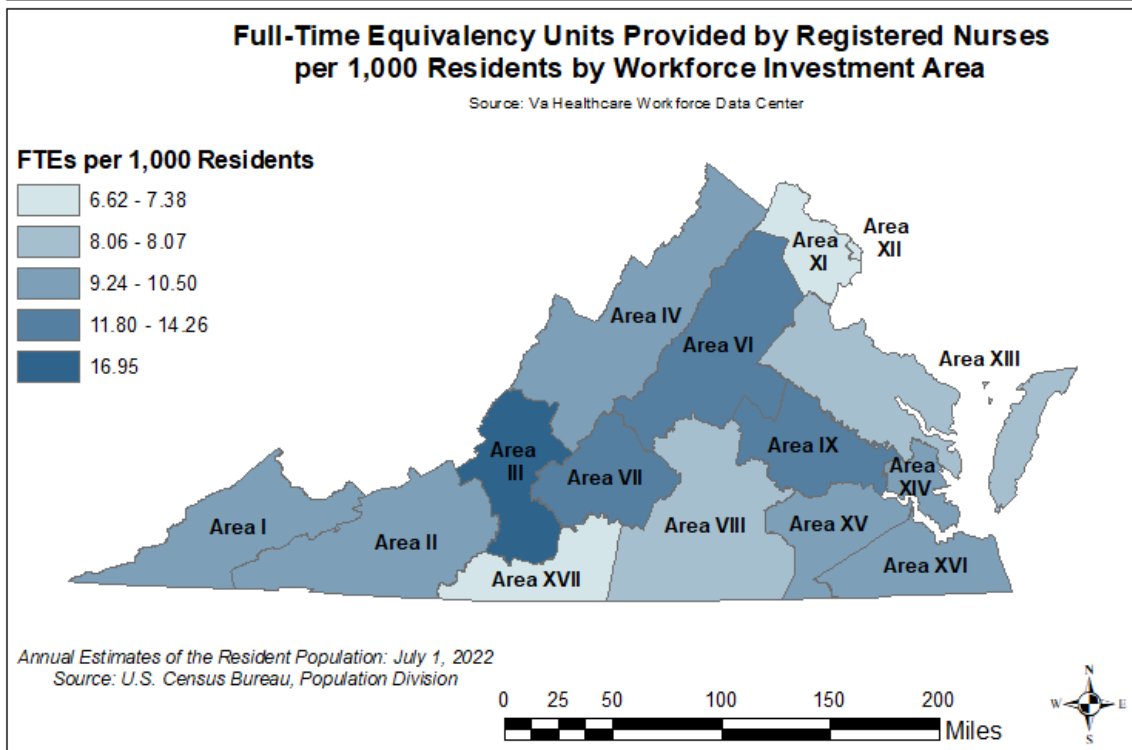 Full-Time Equivalency Units Provided by Registered Nurses
per 1,000 Residents by Workforce Investment Area
Source: Va Healthcare Workforce Data Center
FTEs per 1,000 Residents
6.62 - 7.38
8.06 - 8.07
9.24 - 10.50
11.80 - 14.26
16.95
Area
XI
Area
XII
Area IV
Area VI
Area XIII
Area
III
Area VII
Area IX
Area
XIV
Area I
Area II
Area VIII
Area XV
Area XVI
Area XVII
Annual Estimates of the Resident Population: July 1, 2022
Source: U.S. Census Bureau, Population Division
0 25 50 100 150 200
Miles
N
W E
S